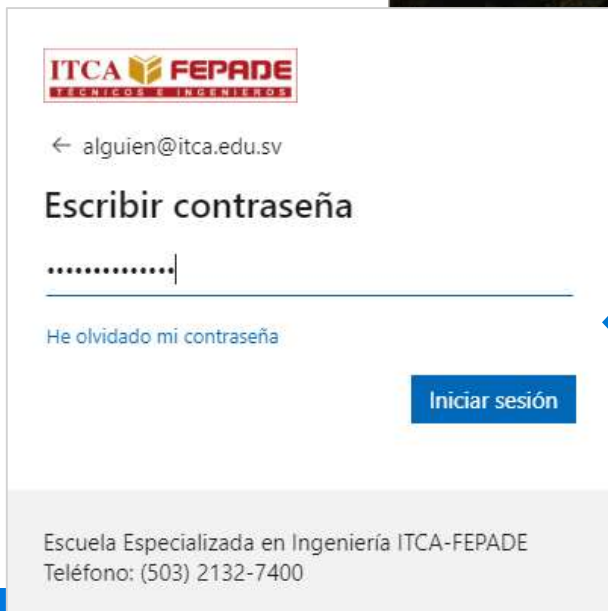 ITCA FEPADE
TÉCNICOS E INGENIEROS
← alguien@itca.edu.sv
Escribir contraseña
••••••••••••••
He olvidado mi contraseña
Iniciar sesión
Escuela Especializada en Ingeniería ITCA-FEPADE
Teléfono: (503) 2132-7400